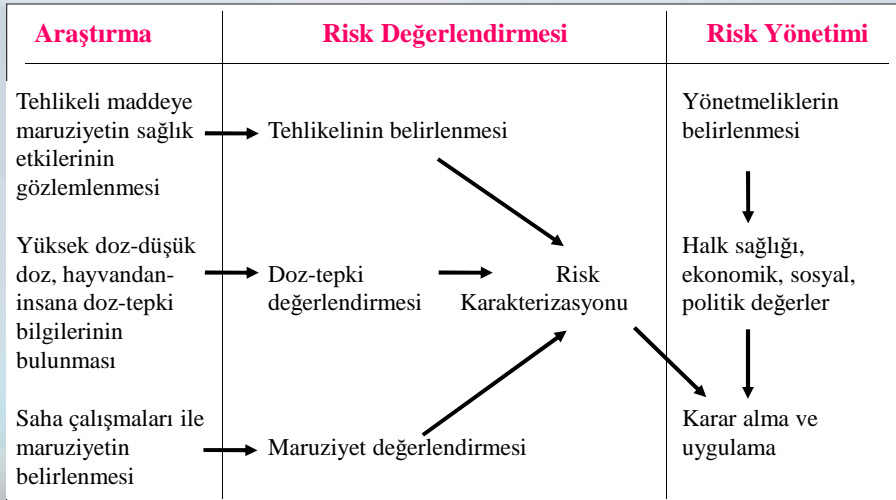 Araştırma
Risk Değerlendirmesi
Risk Yönetimi
Tehlikeli maddeye
maruziyetin sağlık
etkilerinin
gözlemlenmesi
Tehlikelinin belirlenmesi
Yönetmeliklerin
belirlenmesi
Yüksek doz-düşük
doz, hayvandan-
insana doz-tepki
bilgilerinin
bulunması
Doz-tepki
değerlendirmesi
Risk
Karakterizasyonu
Halk sağlığı,
ekonomik, sosyal,
politik değerler
Saha çalışmaları ile
maruziyetin
belirlenmesi
Maruziyet değerlendirmesi
Karar alma ve
uygulama